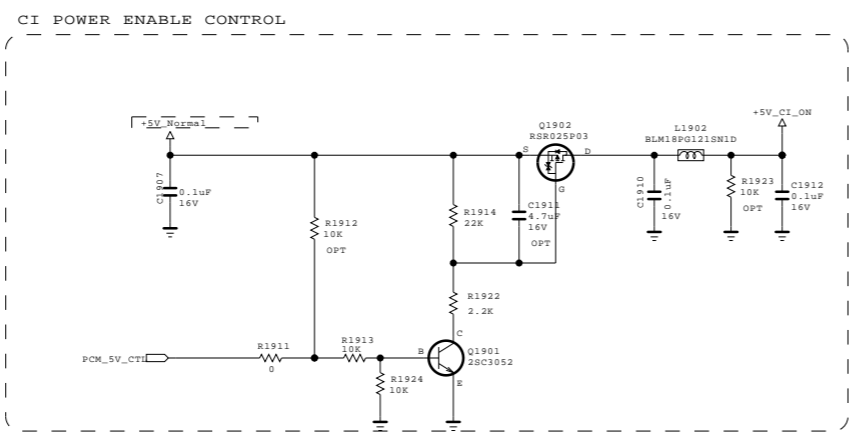 CI POWER ENABLE CONTROL
+5V_Normal
C1907
0.1uF
16V
R1912
10K
OPT
R1914
22K
C1911
4.7uF
16V
OPT
Q1902
RSR025P03
S
D
G
L1902
BLM18PG121SN1D
+5V_CI_ON
C1910
0.1uF
16V
R1923
10K
OPT
C1912
0.1uF
16V
R1922
2.2K
PCM_5V_CTL
R1911
0
R1913
10K
R1924
10K
B
C
E
Q1901
2SC3052